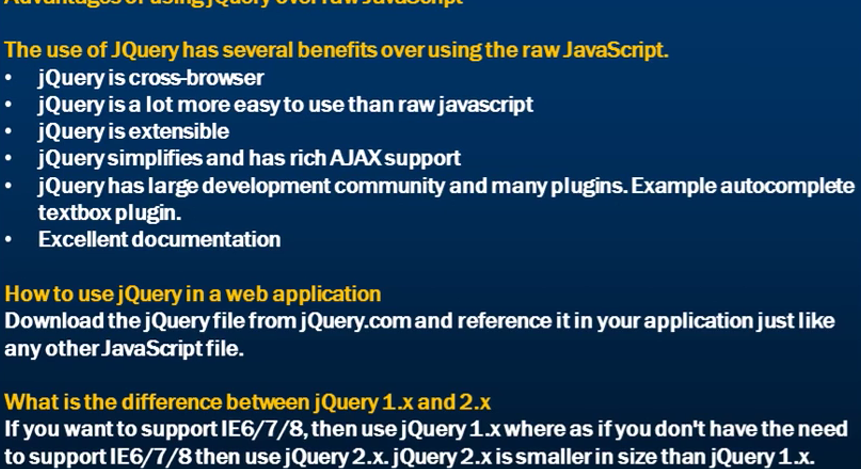 Advantages of using jQuery over raw JavaScript
The use of JQuery has several benefits over using the raw JavaScript.
• jQuery is cross-browser
• jQuery is a lot more easy to use than raw javascript
• jQuery is extensible
• jQuery simplifies and has rich AJAX support
• jQuery has large development community and many plugins. Example autocomplete
textbox plugin.
• Excellent documentation
How to use jQuery in a web application
Download the jQuery file from jQuery.com and reference it in your application just like
any other JavaScript file.
What is the difference between jQuery 1.x and 2.x
If you want to support IE6/7/8, then use jQuery 1.x where as if you don't have the need
to support IE6/7/8 then use jQuery 2.x. jQuery 2.x is smaller in size than jQuery 1.x.